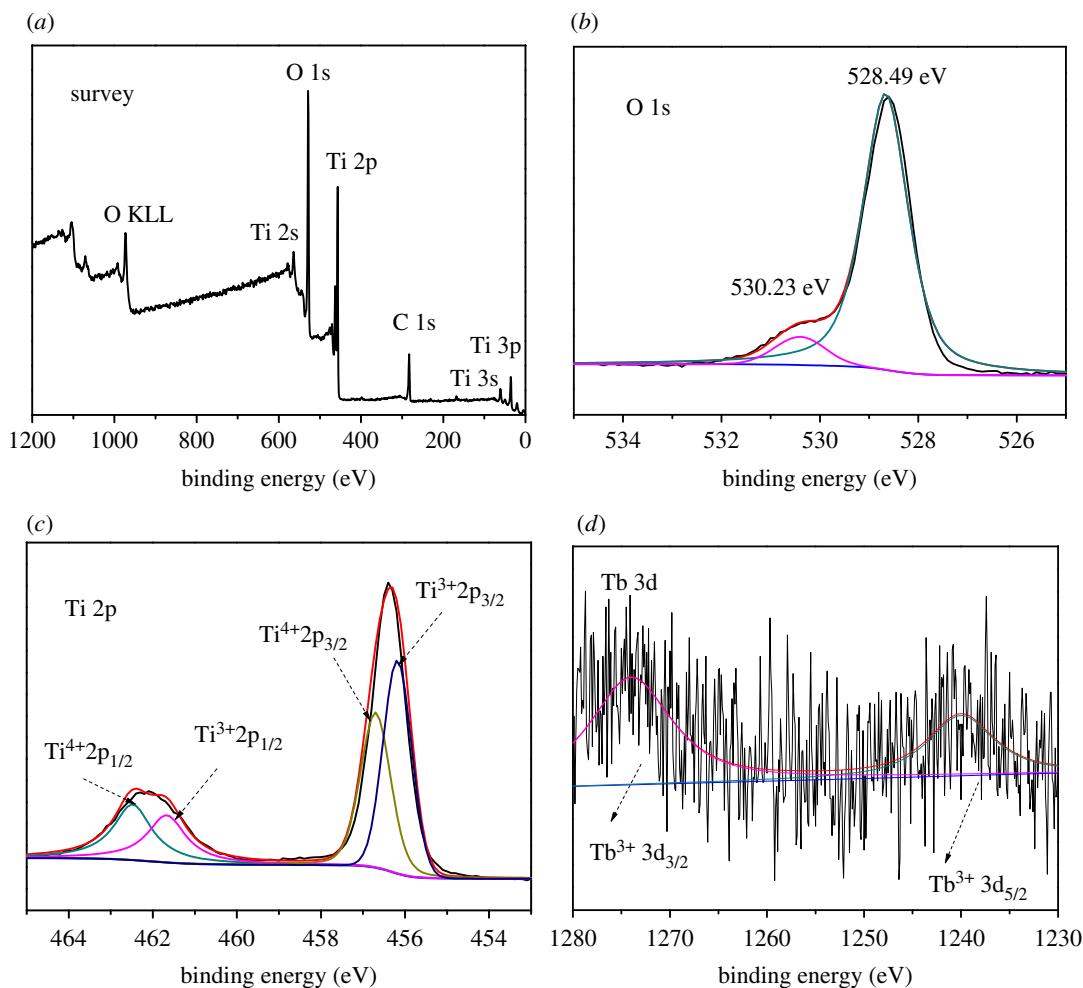 (a)
survey
O 1s
Ti 2p
O KLL
Ti 2s
C 1s
Ti 3p
Ti 3s
1200 1000 800 600 400 200 0
binding energy (eV)
(b)
O 1s
528.49 eV
530.23 eV
534 532 530 528 526
binding energy (eV)
(c)
Ti 2p
Ti³⁺2p₃/₂
Ti⁴⁺2p₃/₂
Ti³⁺2p₁/₂
Ti⁴⁺2p₁/₂
464 462 460 458 456 454
binding energy (eV)
(d)
Tb 3d
Tb³⁺ 3d₃/₂
Tb³⁺ 3d₅/₂
1280 1270 1260 1250 1240 1230
binding energy (eV)